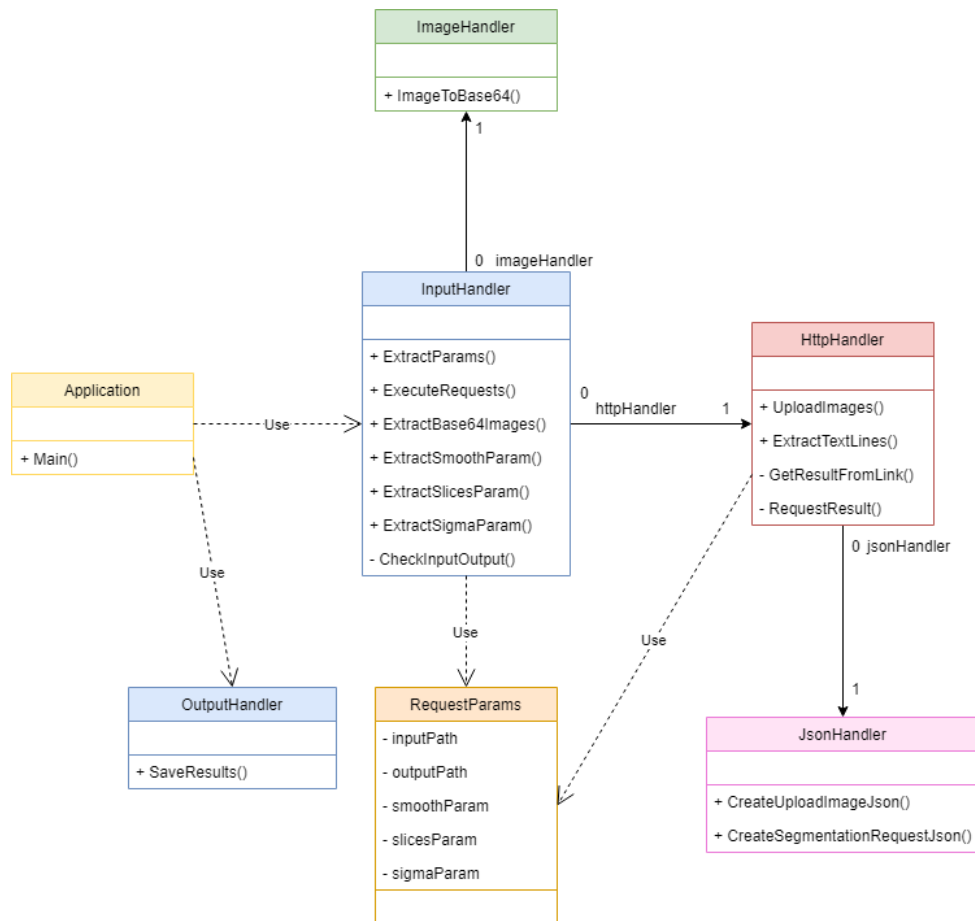 ImageHandler
+ ImageToBase64()
1
0 imageHandler
InputHandler
+ ExtractParams()
+ ExecuteRequests()
+ ExtractBase64Images()
+ ExtractSmoothParam()
+ ExtractSlicesParam()
+ ExtractSigmaParam()
- CheckInputOutput()
0
httpHandler
1
HttpHandler
+ UploadImages()
+ ExtractTextLines()
- GetResultFromLink()
- RequestResult()
0 jsonHandler
Application
+ Main()
Use
Use
Use
Use
1
OutputHandler
+ SaveResults()
RequestParams
- inputPath
- outputPath
- smoothParam
- slicesParam
- sigmaParam
JsonHandler
+ CreateUploadImageJson()
+ CreateSegmentationRequestJson()